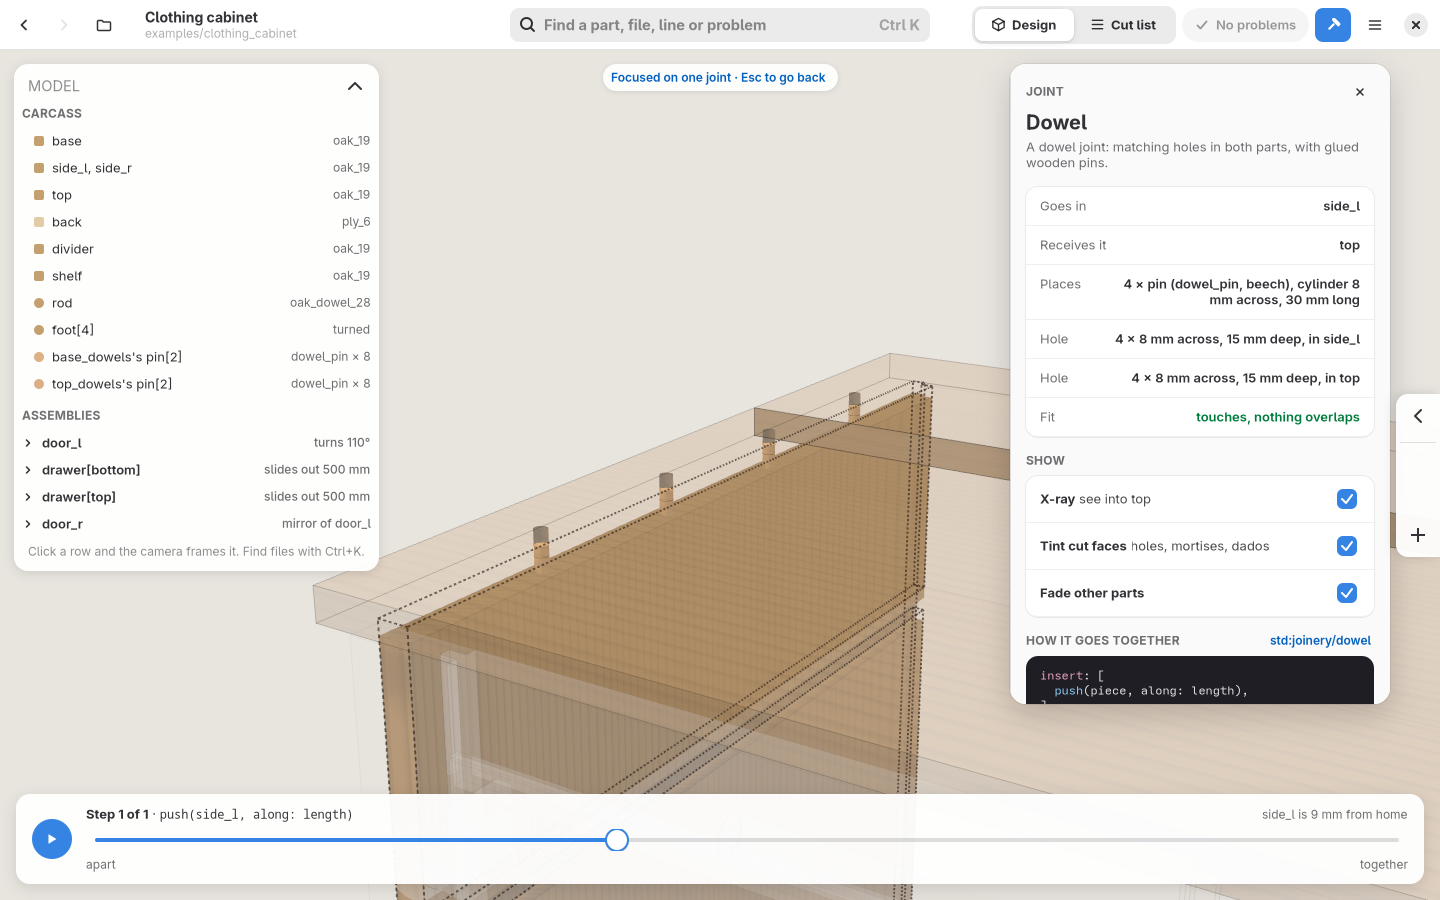 Clothing cabinet
examples/clothing_cabinet
Find a part, file, line or problem
Ctrl K
Design
Cut list
No problems
MODEL
CARCASS
base oak_19
side_l, side_r oak_19
top oak_19
back ply_6
divider oak_19
shelf oak_19
rod oak_dowel_28
foot[4] turned
base_dowels's pin[2] dowel_pin × 8
top_dowels's pin[2] dowel_pin × 8
ASSEMBLIES
door_l turns 110°
drawer[bottom] slides out 500 mm
drawer[top] slides out 500 mm
door_r mirror of door_l
Click a row and the camera frames it. Find files with Ctrl+K.
Focused on one joint · Esc to go back
JOINT
Dowel
A dowel joint: matching holes in both parts, with glued
wooden pins.
Goes in side_l
Receives it top
Places 4 × pin (dowel_pin, beech), cylinder 8
mm across, 30 mm long
Hole 4 × 8 mm across, 15 mm deep, in side_l
Hole 4 × 8 mm across, 15 mm deep, in top
Fit touches, nothing overlaps
SHOW
X-ray see into top
Tint cut faces holes, mortises, dados
Fade other parts
HOW IT GOES TOGETHER std:joinery/dowel
insert: [
push(piece, along: length),
Step 1 of 1 · push(side_l, along: length)
side_l is 9 mm from home
apart
together